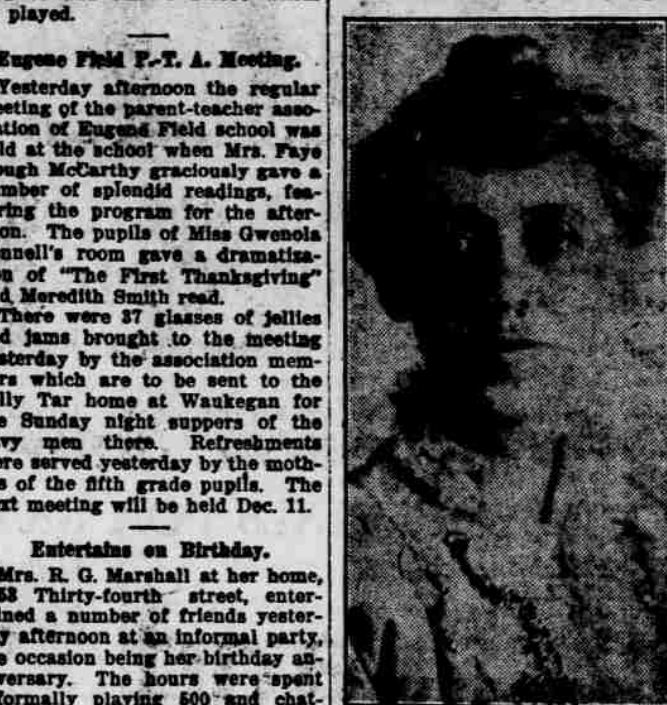 played.
Eugene Field P.-T. A. Meeting.
Yesterday afternoon the regular
eeting of the parent-teacher asso-
ation of Eugene Field school was
ld at the school when Mrs. Faye
ough McCarthy graciously gave a
mber of splendid readings, fea-
ring the program for the after-
on. The pupils of Miss Gwenola
nnell's room gave a dramatiza-
on of "The First Thanksgiving"
d Meredith Smith read.
There were 37 glasses of jellies
d jams brought to the meeting
sterday by the association mem-
rs which are to be sent to the
lly Tar home at Waukegan for
e Sunday night suppers of the
vy men there. Refreshments
ere served yesterday by the moth-
s of the fifth grade pupils. The
xt meeting will be held Dec. 11.
Entertains on Birthday.
Mrs. R. G. Marshall at her home,
58 Thirty-fourth street, enter-
ined a number of friends yester-
y afternoon at an informal party,
e occasion being her birthday an-
versary. The hours were spent
formally playing 500 and chat-